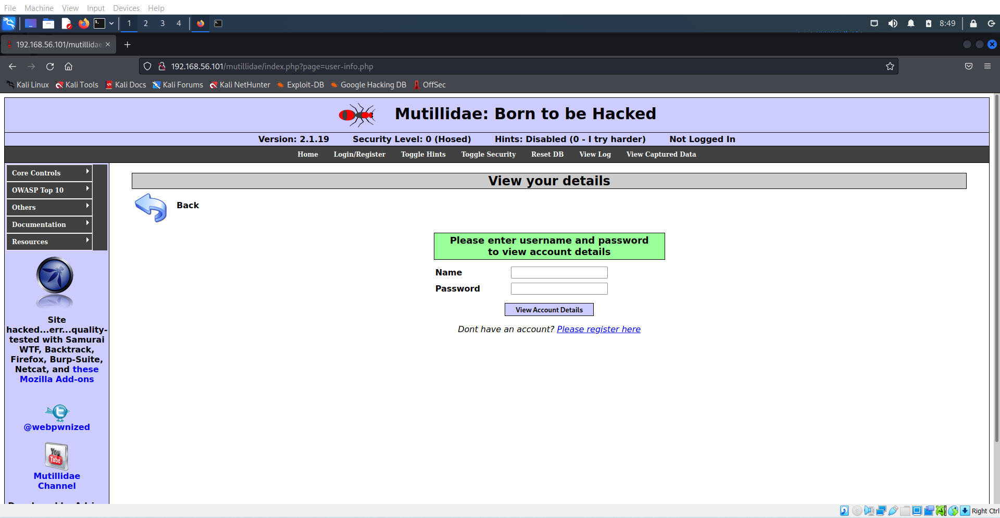 File Machine View Input Devices Help
1 2 3 4 8:49
192.168.56.101/mutillidae
192.168.56.101/mutillidae/index.php?page=user-info.php
Kali Linux Kali Tools Kali Docs Kali Forums Kali NetHunter Exploit-DB Google Hacking DB OffSec
Mutillidae: Born to be Hacked
Version: 2.1.19 Security Level: 0 (Hosed) Hints: Disabled (0 - I try harder) Not Logged In
Home Login/Register Toggle Hints Toggle Security Reset DB View Log View Captured Data
Core Controls
OWASP Top 10
Others
Documentation
Resources
Site
hacked...err...quality-
tested with Samurai
WTF, Backtrack,
Firefox, Burp-Suite,
Netcat, and these
Mozilla Add-ons
@webpwnized
You
Tube
Mutillidae
Channel
View your details
Back
Please enter username and password
to view account details
Name
Password
View Account Details
Dont have an account? Please register here
Right Ctrl